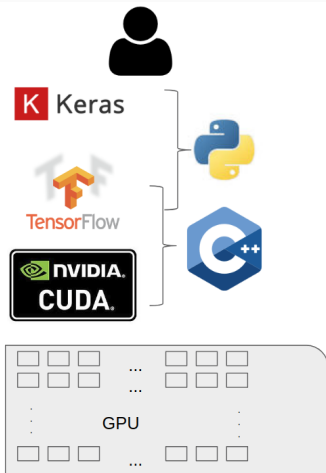 K Keras
TensorFlow
C++
NVIDIA.
CUDA.
...
...
GPU
...